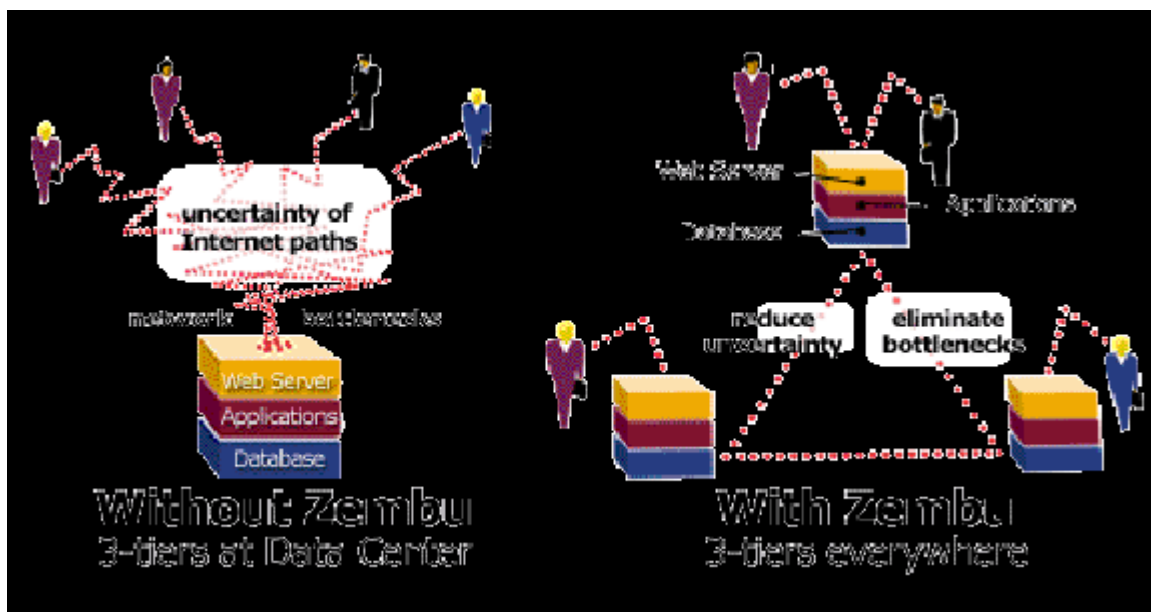 uncertainty of
Internet paths
network bottlenecks
Web Server
Applications
Database
Without Zembu
3-tiers at Data Center
Web Server
Applications
Database
reduce
uncertainty
eliminate
bottlenecks
With Zembu
3-tiers everywhere